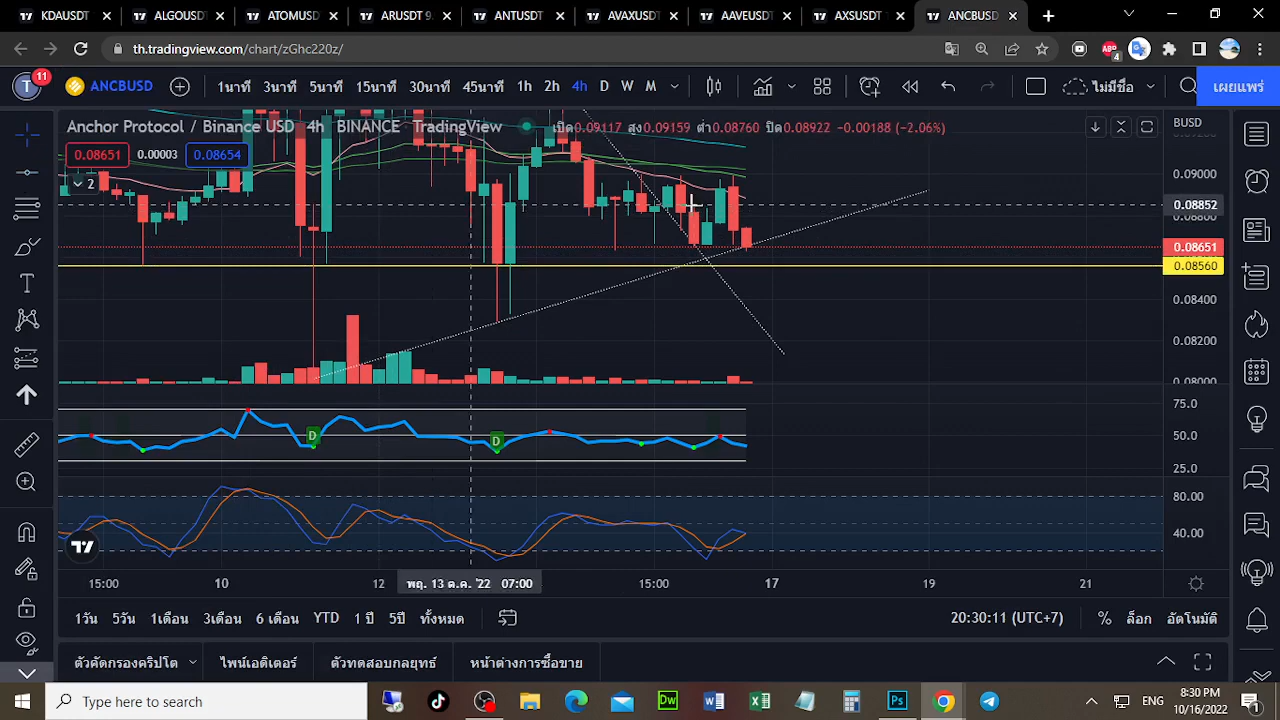 KDAUSDT
ALGOUSDT
ATOMUSDT
ARUSDT 9.
ANTUSDT
AVAXUSDT
AAVEUSDT
AXSUSDT
ANCBUSD
th.tradingview.com/chart/zGhc220z/
4
T 11 ANCBUSD 1นาที 3นาที 5นาที 15นาที 30นาที 45นาที 1h 2h 4h D W M ไม่มีชื่อ เผยแพร่
Anchor Protocol / Binance USD 4h BINANCE TradingView เปิด0.09117 สูง0.09159 ต่ำ0.08760 ปิด0.08922 -0.00188 (-2.06%) BUSD
0.08651 0.00003 0.08654
2
0.09000
0.08852
0.08651
0.08560
0.08400
0.08200
0.08000
75.0
50.0
25.0
D
D
80.00
40.00
15:00 10 12 พฤ. 13 ต.ค. '22 07:00 15:00 17 19 21
1วัน 5วัน 1เดือน 3เดือน 6 เดือน YTD 1 ปี 5ปี ทั้งหมด 20:30:11 (UTC+7) % ล็อก อัตโนมัติ
ตัวคัดกรองคริปโต ไพน์เอดิเตอร์ ตัวทดสอบกลยุทธ์ หน้าต่างการซื้อขาย
Type here to search Dw ENG 8:30 PM
10/16/2022
1